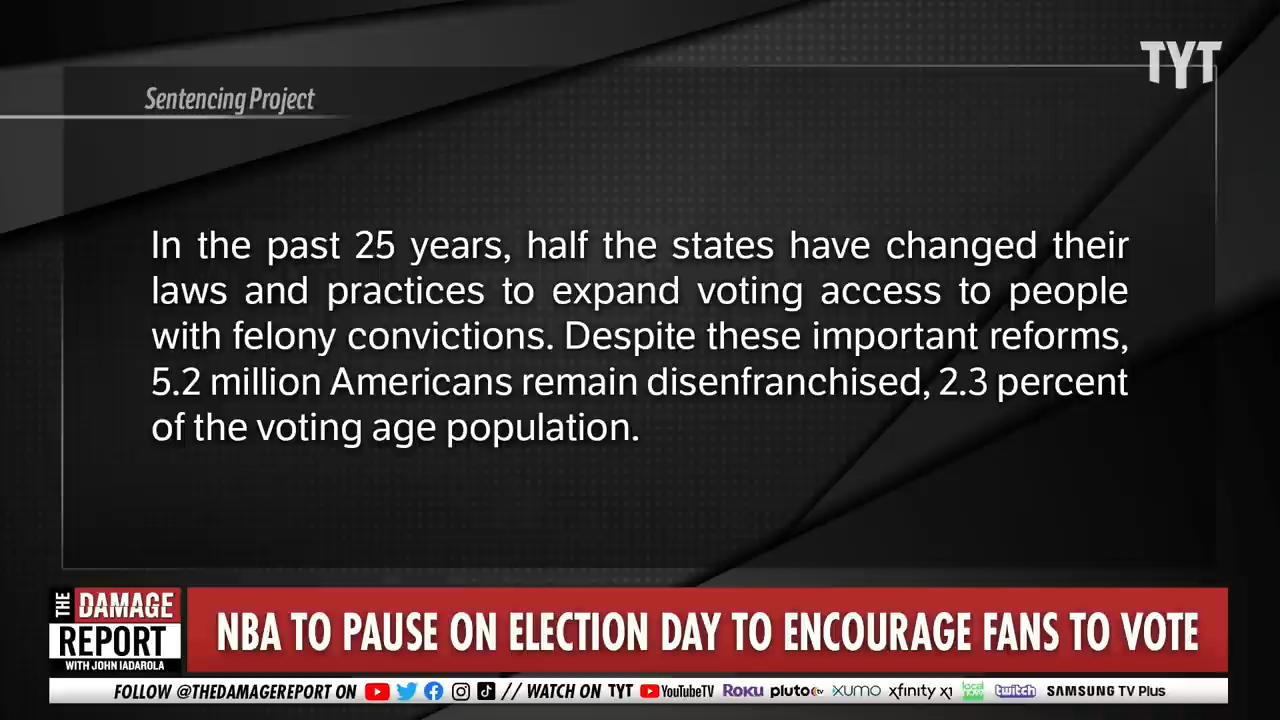 TYT
Sentencing Project
In the past 25 years, half the states have changed their
laws and practices to expand voting access to people
with felony convictions. Despite these important reforms,
5.2 million Americans remain disenfranchised, 2.3 percent
of the voting age population.
THE DAMAGE
REPORT
WITH JOHN IADAROLA
NBA TO PAUSE ON ELECTION DAY TO ENCOURAGE FANS TO VOTE
FOLLOW @THEDAMAGEREPORT ON // WATCH ON TYT YouTubeTV ROKU pluto tv XUMO xfinity x1 local now twitch SAMSUNG TV Plus